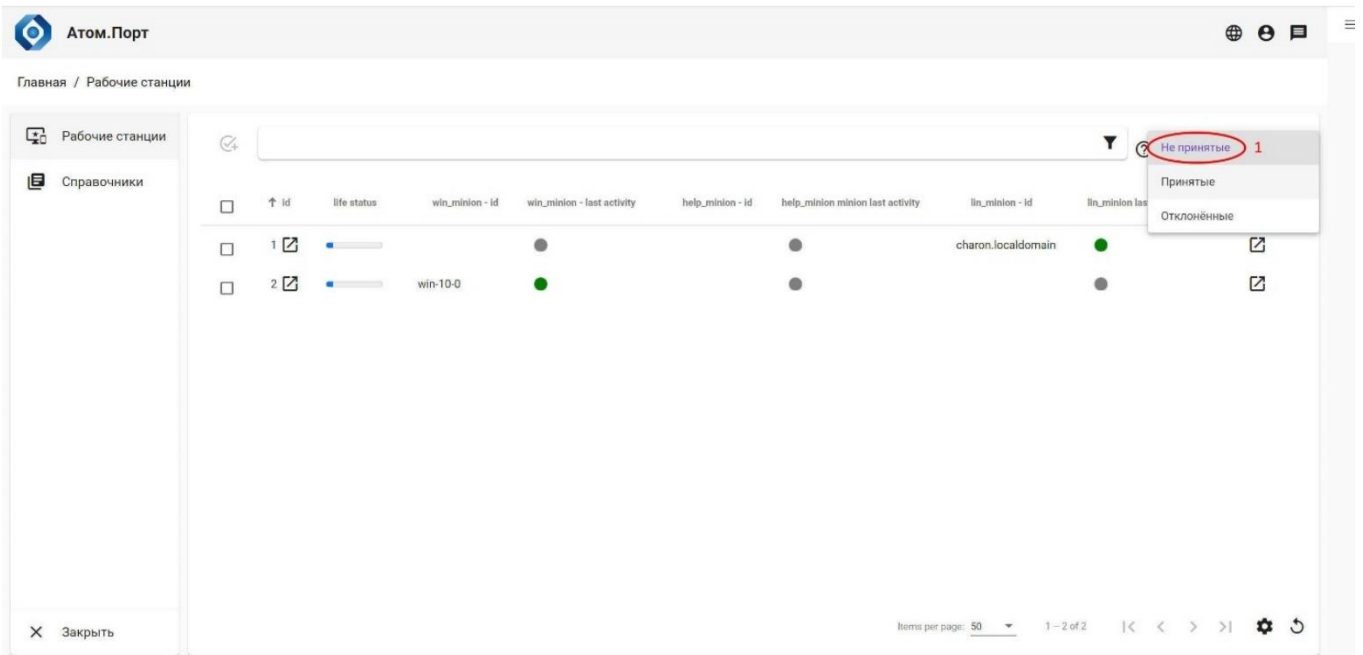 Атом.Порт
Главная / Рабочие станции
Рабочие станции
Справочники
Не принятые 1
Принятые
Отклонённые
id life status win_minion - id win_minion - last activity help_minion - id help_minion minion last activity lin_minion - id lin_minion las
1 charon.localdomain
2 win-10-0
Закрыть
Items per page: 50 1 – 2 of 2